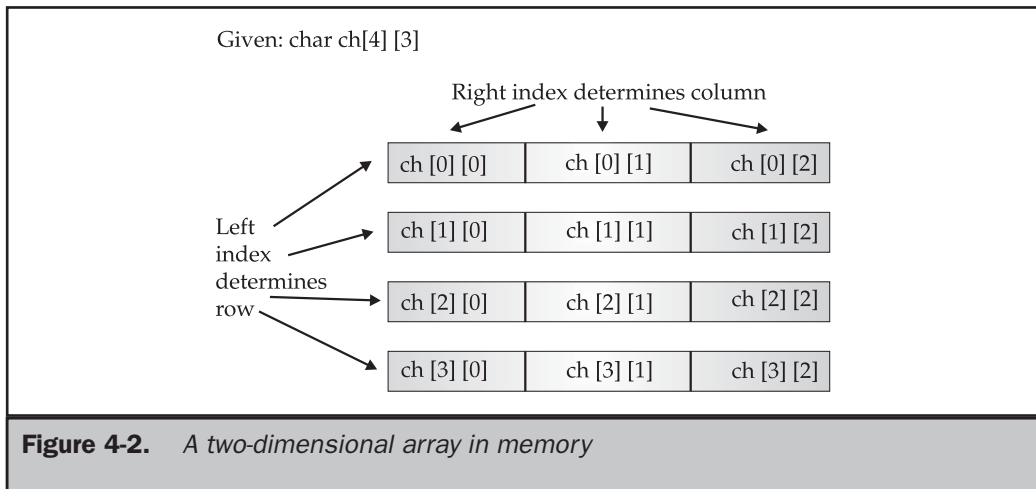 Given: char ch[4] [3]
Right index determines column
ch [0] [0] ch [0] [1] ch [0] [2]
Left
index
determines
row
ch [1] [0] ch [1] [1] ch [1] [2]
ch [2] [0] ch [2] [1] ch [2] [2]
ch [3] [0] ch [3] [1] ch [3] [2]
Figure 4-2. A two-dimensional array in memory